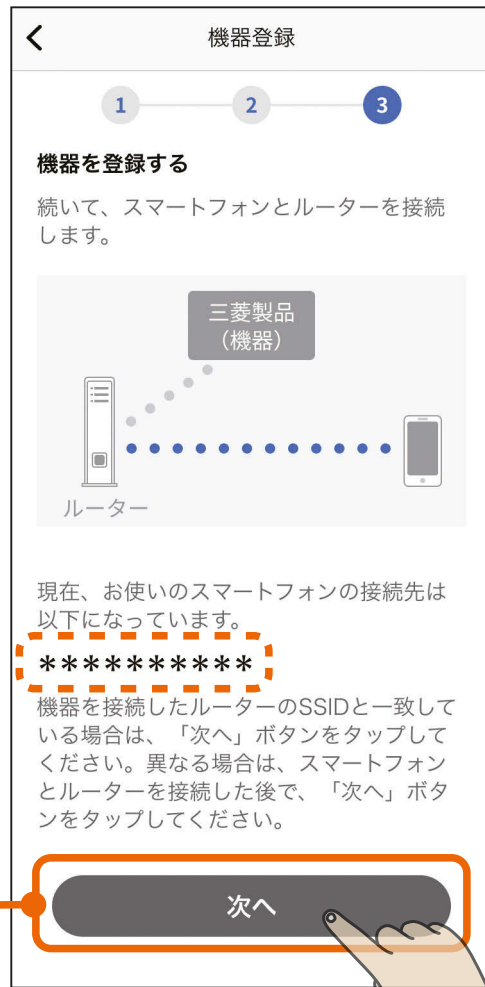 機器登録
1 2 3
機器を登録する
続いて、スマートフォンとルーターを接続
します。
三菱製品
（機器）
ルーター
現在、お使いのスマートフォンの接続先は
以下になっています。
**********
機器を接続したルーターのSSIDと一致して
いる場合は、「次へ」ボタンをタップして
ください。異なる場合は、スマートフォン
とルーターを接続した後で、「次へ」ボタ
ンをタップしてください。
次へ